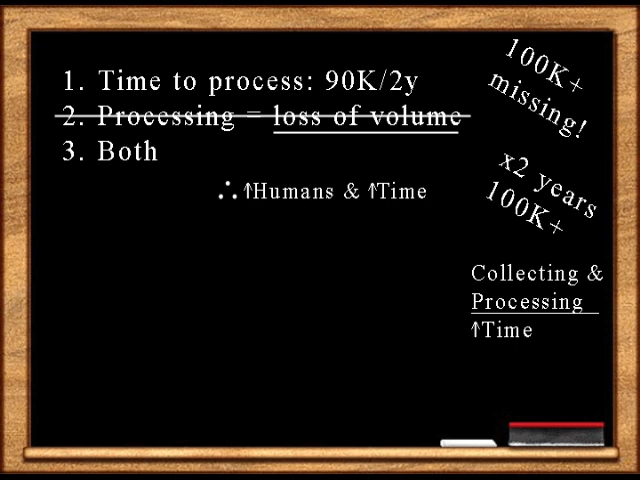 1. Time to process: 90K/2y
2. Processing = loss of volume
3. Both
∴ ↑Humans & ↑Time
100K+
missing!
x2 years
100K+
Collecting &
Processing
↑Time